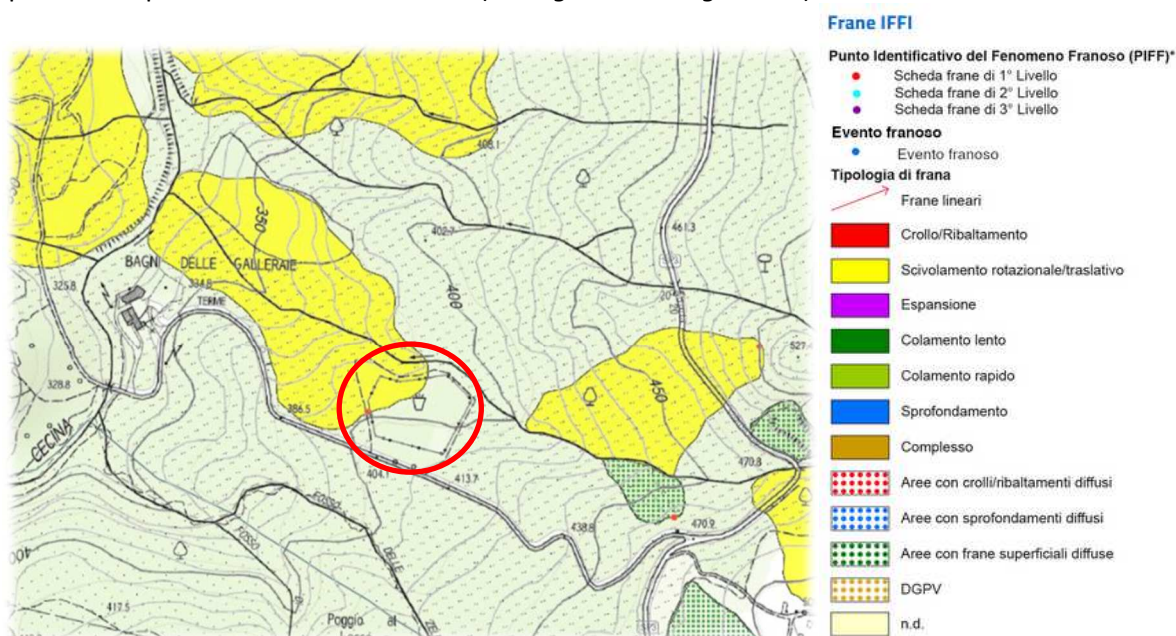 Frane IFFI
Punto Identificativo del Fenomeno Franoso (PIFF)*
Scheda frane di 1° Livello
Scheda frane di 2° Livello
Scheda frane di 3° Livello
Evento franoso
Evento franoso
Tipologia di frana
Frane lineari
Crollo/Ribaltamento
Scivolamento rotazionale/traslativo
Espansione
Colamento lento
Colamento rapido
Sprofondamento
Complesso
Aree con crolli/ribaltamenti diffusi
Aree con sprofondamenti diffusi
Aree con frane superficiali diffuse
DGPV
n.d.
408.1
350
402.7
461.3
BAGNI DELLE GALLERAIE
400
325.8
334.8
TERME
527
328.8
450
386.5
CECINA
404.1
413.7
470.8
438.8
470.9
FOSSO
FOSSO
DELLE
400
417.5
Poggio al